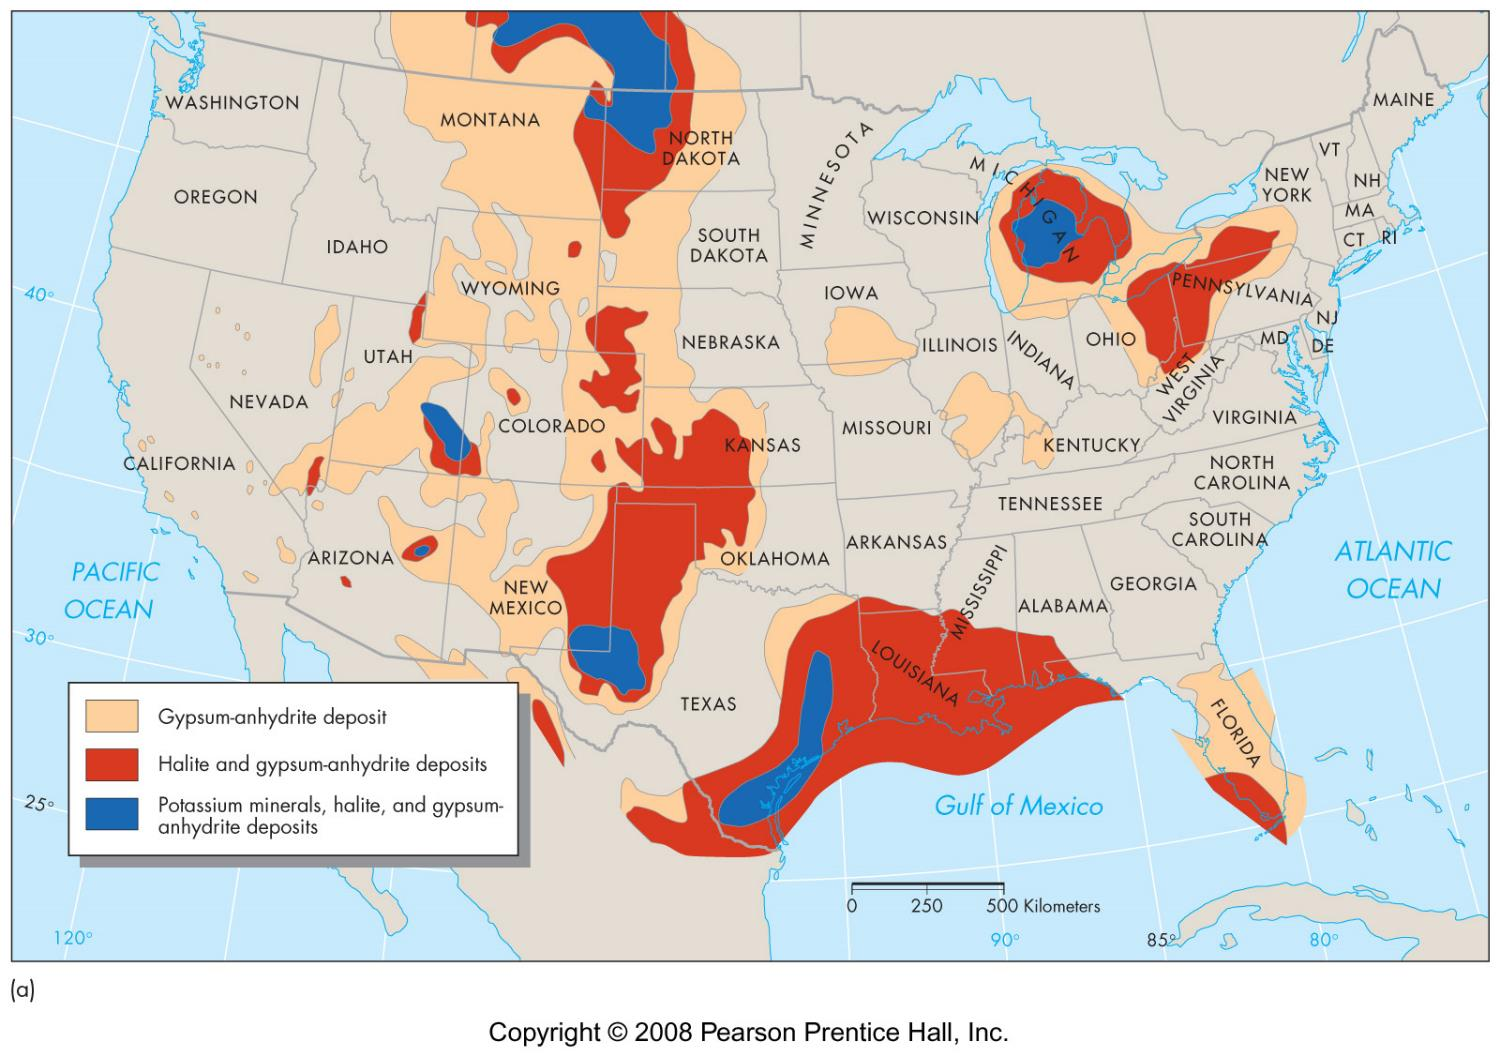 WASHINGTON
MONTANA
NORTH
DAKOTA
MINNESOTA
MICHIGAN
MAINE
VT
NH
NEW
YORK
MA
CT
RI
OREGON
IDAHO
WYOMING
SOUTH
DAKOTA
WISCONSIN
40°
IOWA
PENNSYLVANIA
NJ
MD
DE
NEBRASKA
ILLINOIS
INDIANA
OHIO
WEST
VIRGINIA
UTAH
NEVADA
COLORADO
KANSAS
MISSOURI
KENTUCKY
VIRGINIA
CALIFORNIA
NORTH
CAROLINA
TENNESSEE
SOUTH
CAROLINA
ARIZONA
NEW
MEXICO
OKLAHOMA
ARKANSAS
MISSISSIPPI
ALABAMA
GEORGIA
PACIFIC
OCEAN
ATLANTIC
OCEAN
30°
TEXAS
LOUISIANA
FLORIDA
Gypsum-anhydrite deposit
Halite and gypsum-anhydrite deposits
Potassium minerals, halite, and gypsum-
anhydrite deposits
25°
Gulf of Mexico
0 250 500 Kilometers
120°
90°
85°
80°
(a)
Copyright © 2008 Pearson Prentice Hall, Inc.